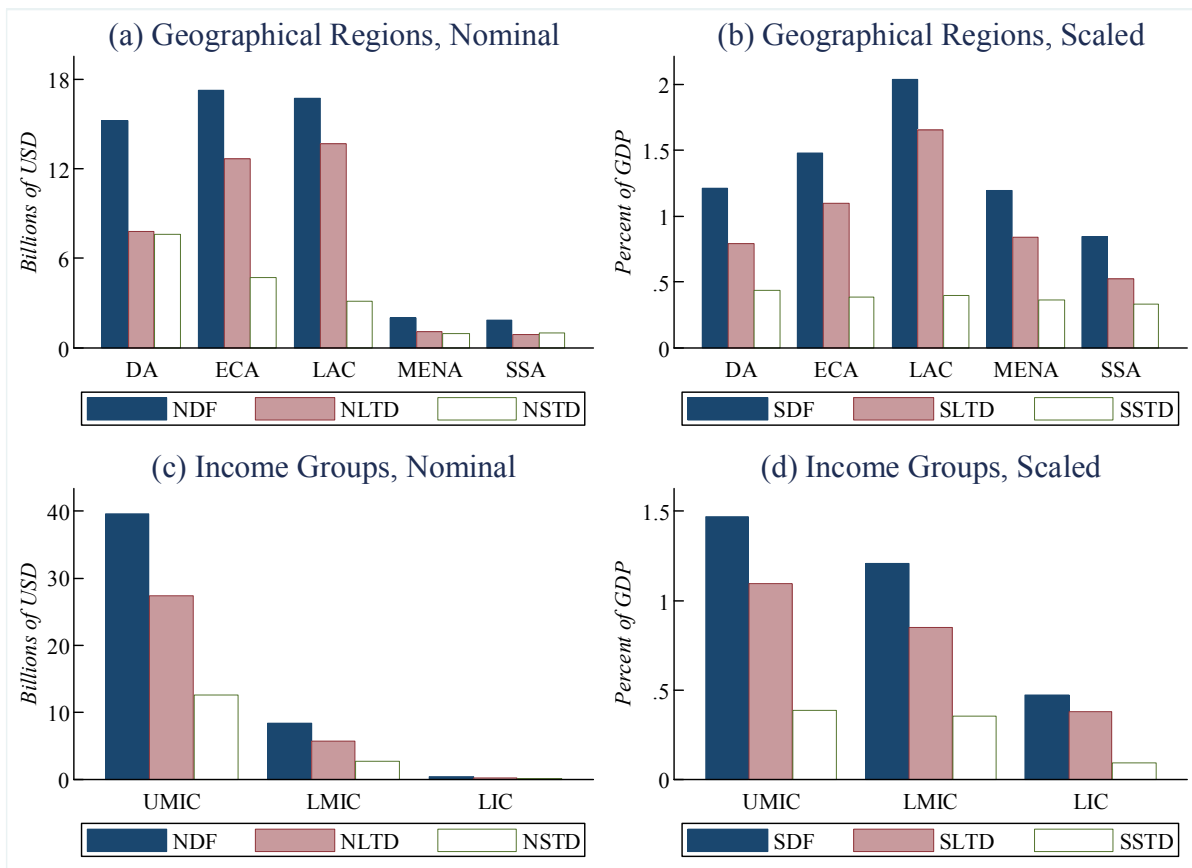 (a) Geographical Regions, Nominal
Billions of USD
18
12
6
0
DA ECA LAC MENA SSA
NDF NLTD NSTD
(b) Geographical Regions, Scaled
Percent of GDP
2
1.5
1
.5
0
DA ECA LAC MENA SSA
SDF SLTD SSTD
(c) Income Groups, Nominal
Billions of USD
40
30
20
10
0
UMIC LMIC LIC
NDF NLTD NSTD
(d) Income Groups, Scaled
Percent of GDP
1.5
1
.5
0
UMIC LMIC LIC
SDF SLTD SSTD